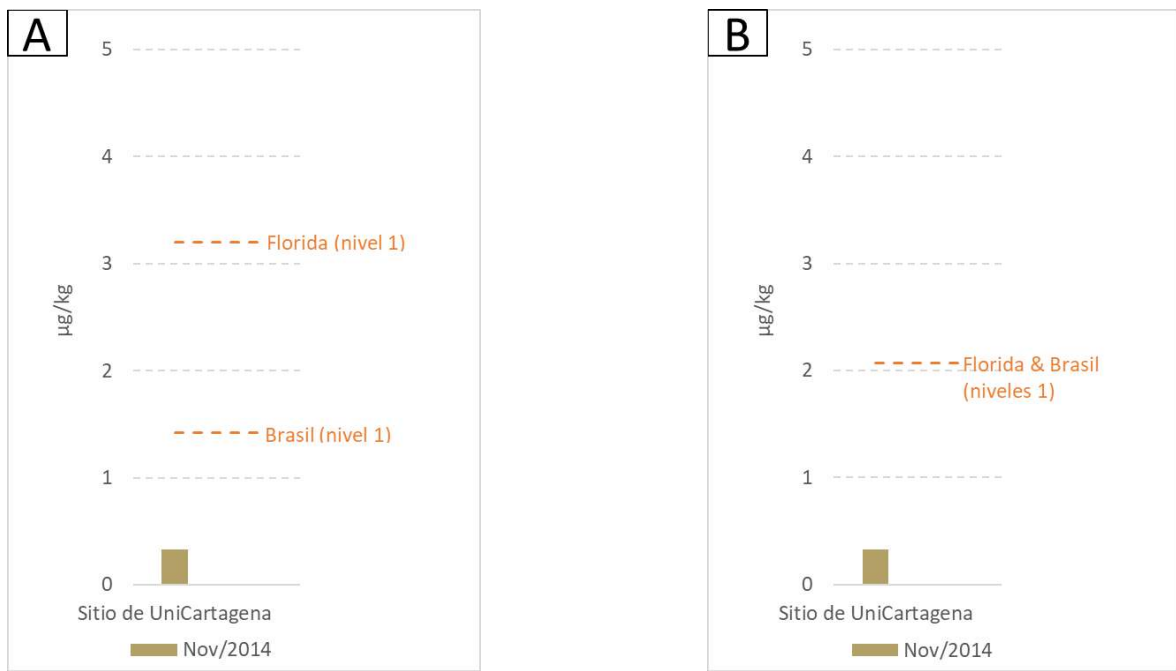 A
5
4
Florida (nivel 1)
3
µg/kg
2
Brasil (nivel 1)
1
0
Sitio de UniCartagena
Nov/2014
B
5
4
3
µg/kg
Florida & Brasil
(niveles 1)
2
1
0
Sitio de UniCartagena
Nov/2014